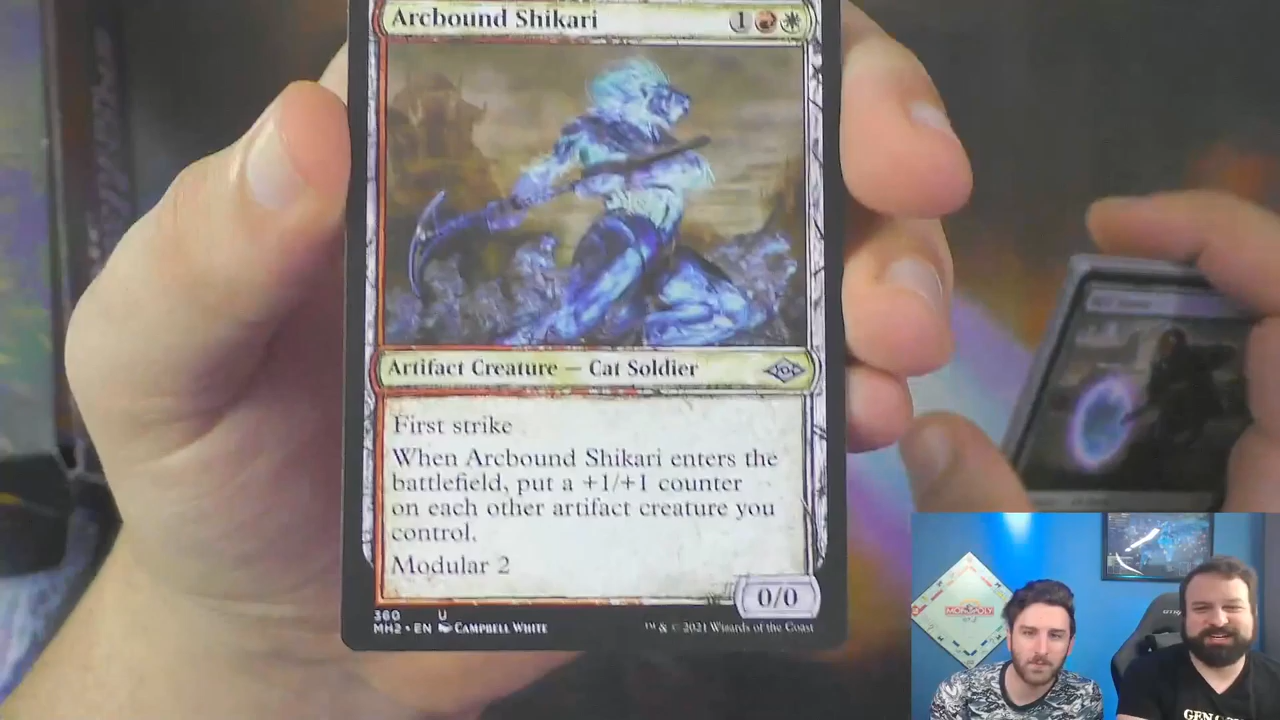 Arcbound Shikari
1
Artifact Creature — Cat Soldier
First strike
When Arcbound Shikari enters the
battlefield, put a +1/+1 counter
on each other artifact creature you
control.
Modular 2
0/0
360 U
MH2 • EN CAMPBELL WHITE
™ & © 2021 Wizards of the Coast
MONOPOLY